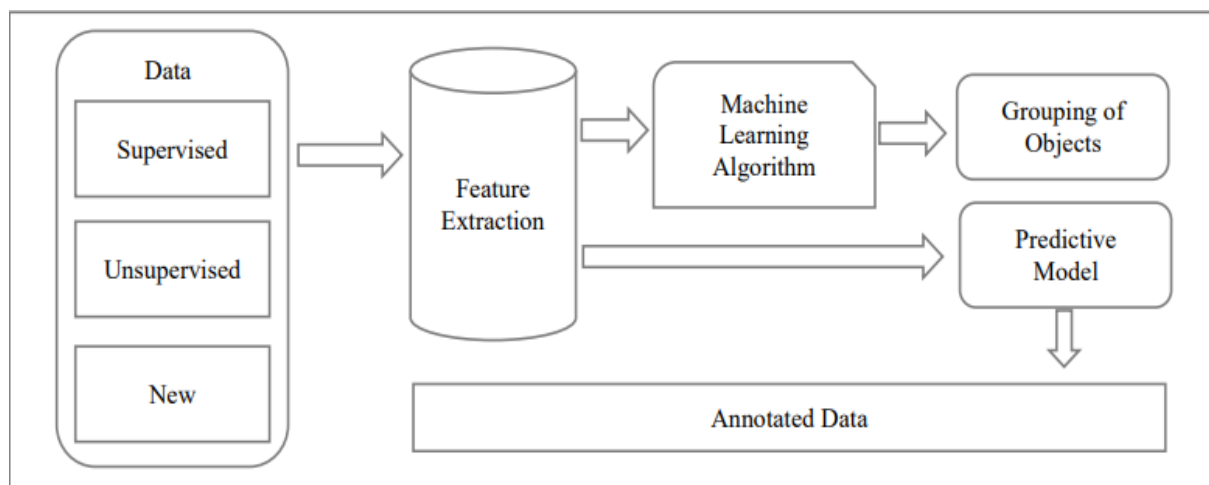 Data
Supervised
Unsupervised
New
Feature
Extraction
Machine
Learning
Algorithm
Grouping of
Objects
Predictive
Model
Annotated Data